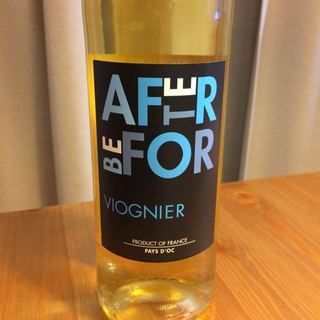 AFTER
BEFOR
VIOGNIER
PRODUCT OF FRANCE
PAYS D'OC